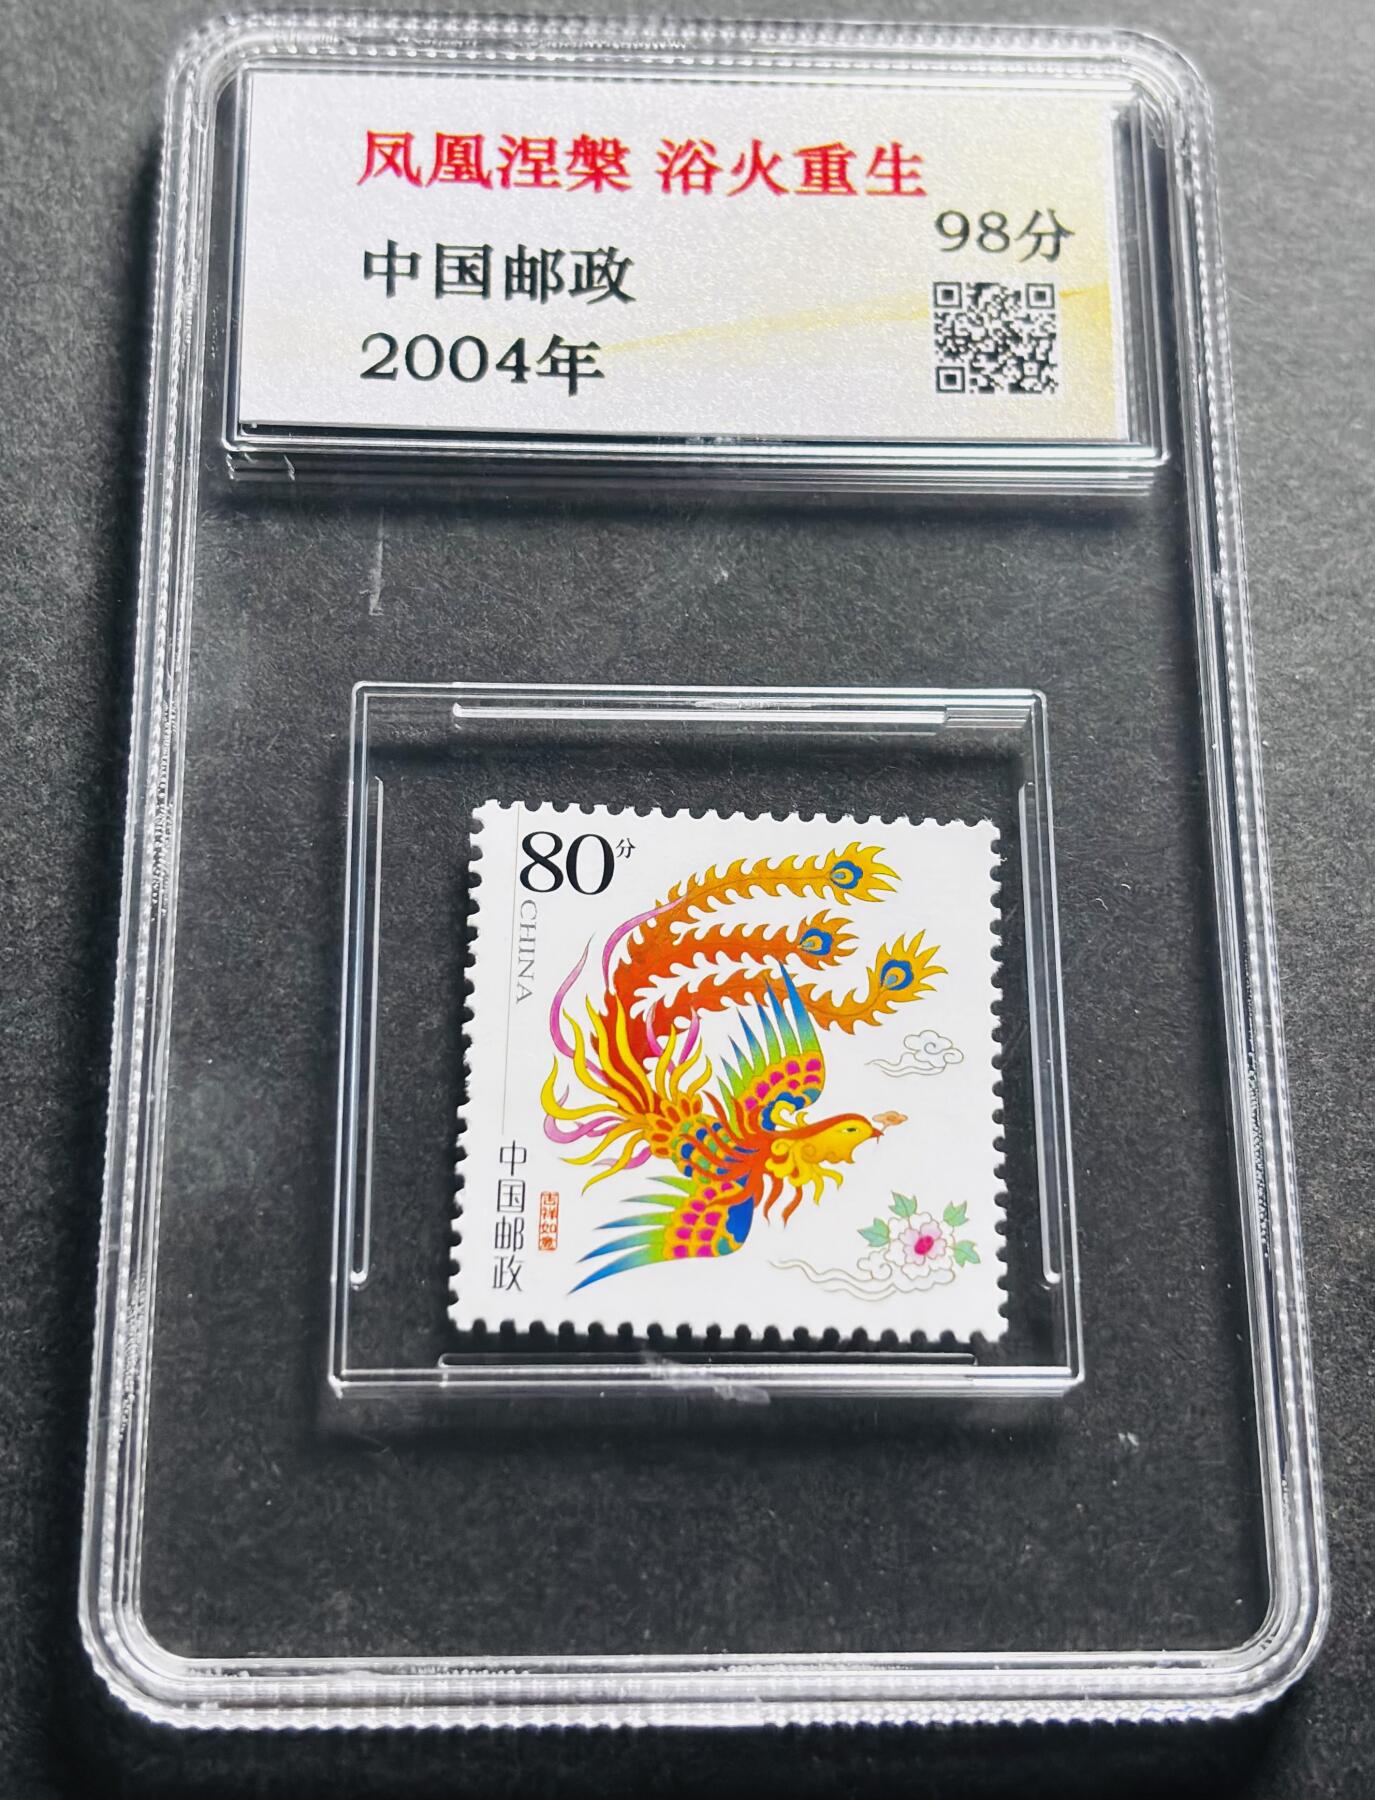 凤凰涅槃 浴火重生
98分
中国邮政
2004年
80分
CHINA
中国邮政
吉祥如意